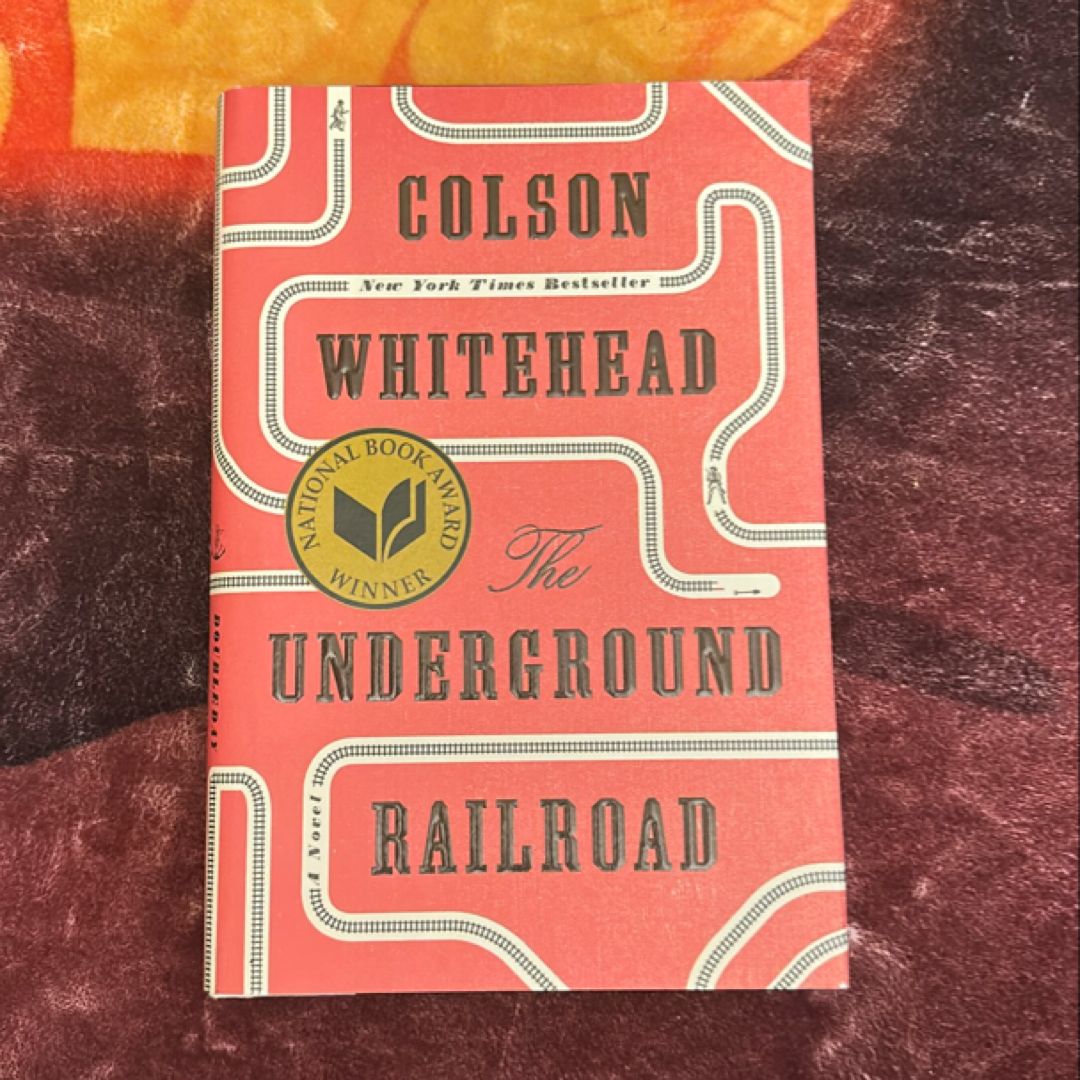 COLSON
New York Times Bestseller
WHITEHEAD
NATIONAL BOOK AWARD
WINNER
The
UNDERGROUND
RAILROAD
A Novel
DOUBLEDAY